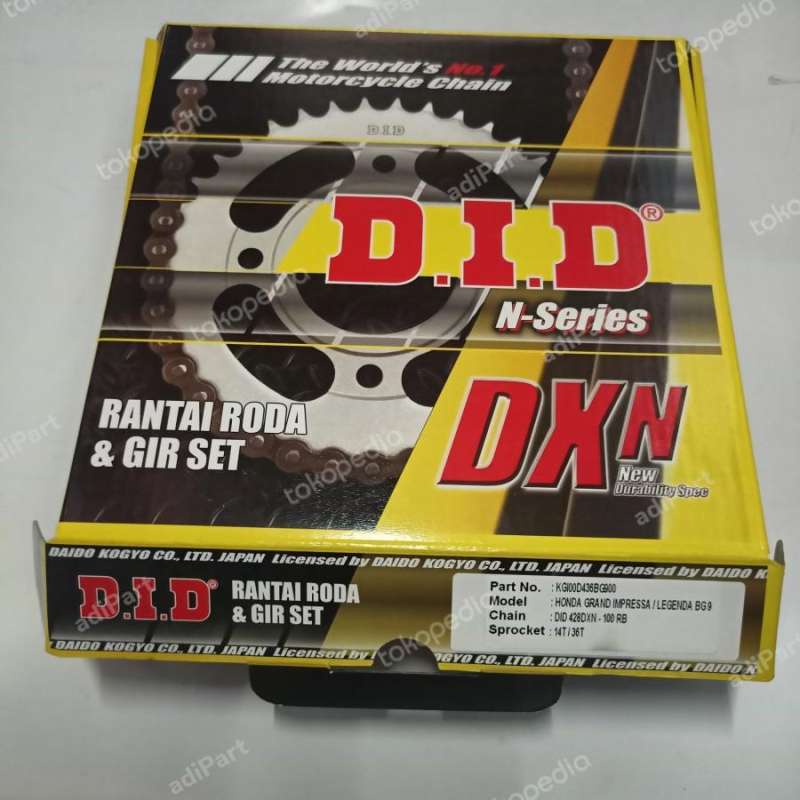 The World's No.1
Motorcycle Chain
D.I.D
D.I.D®
N-Series
DXN
New
Durability Spec
RANTAI RODA
& GIR SET
DAIDO KOGYO CO., LTD. JAPAN Licensed by DAIDO KOGYO CO., LTD. JAPAN Licensed by DAIDO KO
D.I.D®
RANTAI RODA
& GIR SET
Part No. : KGI00D436BG900
Model : HONDA GRAND IMPRESSA / LEGENDA BG9
Chain : DID 428DXN - 100 RB
Sprocket : 14T / 36T
KOGYO CO., LTD. JAPAN Licensed by DAIDO KOGYO CO., LTD. JAPAN Licensed by DAIDO K
tokopedia
adiPart